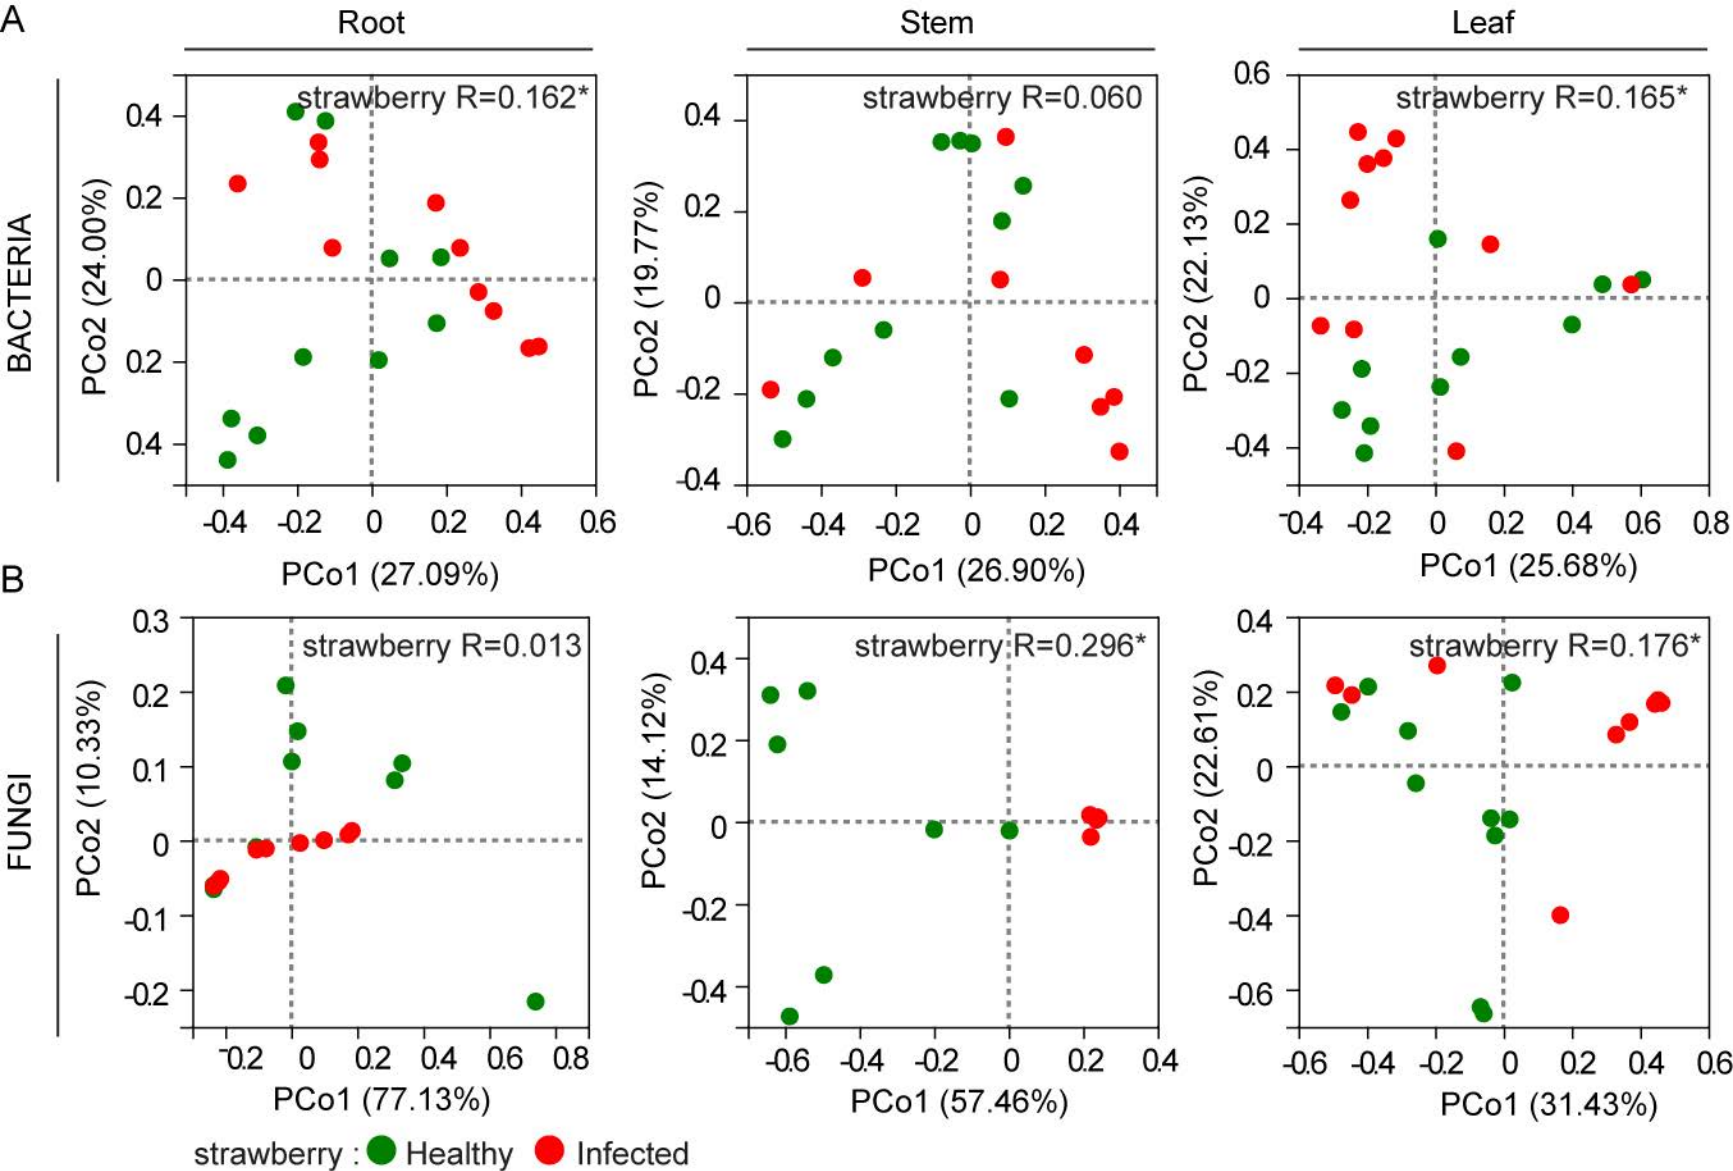 A
Root
Stem
Leaf
BACTERIA
strawberry R=0.162*
PCo2 (24.00%)
0.4
0.2
0
0.2
0.4
-0.4 -0.2 0 0.2 0.4 0.6
PCo1 (27.09%)
strawberry R=0.060
PCo2 (19.77%)
0.4
0.2
0
-0.2
-0.4
-0.6 -0.4 -0.2 0 0.2 0.4
PCo1 (26.90%)
strawberry R=0.165*
PCo2 (22.13%)
0.6
0.4
0.2
0
-0.2
-0.4
-0.4 -0.2 0 0.2 0.4 0.6 0.8
PCo1 (25.68%)
B
FUNGI
strawberry R=0.013
PCo2 (10.33%)
0.3
0.2
0.1
0
-0.1
-0.2
-0.2 0 0.2 0.4 0.6 0.8
PCo1 (77.13%)
strawberry R=0.296*
PCo2 (14.12%)
0.4
0.2
0
-0.2
-0.4
-0.6 -0.4 -0.2 0 0.2 0.4
PCo1 (57.46%)
strawberry R=0.176*
PCo2 (22.61%)
0.4
0.2
0
-0.2
-0.4
-0.6
-0.6 -0.4 -0.2 0 0.2 0.4 0.6
PCo1 (31.43%)
strawberry : Healthy Infected